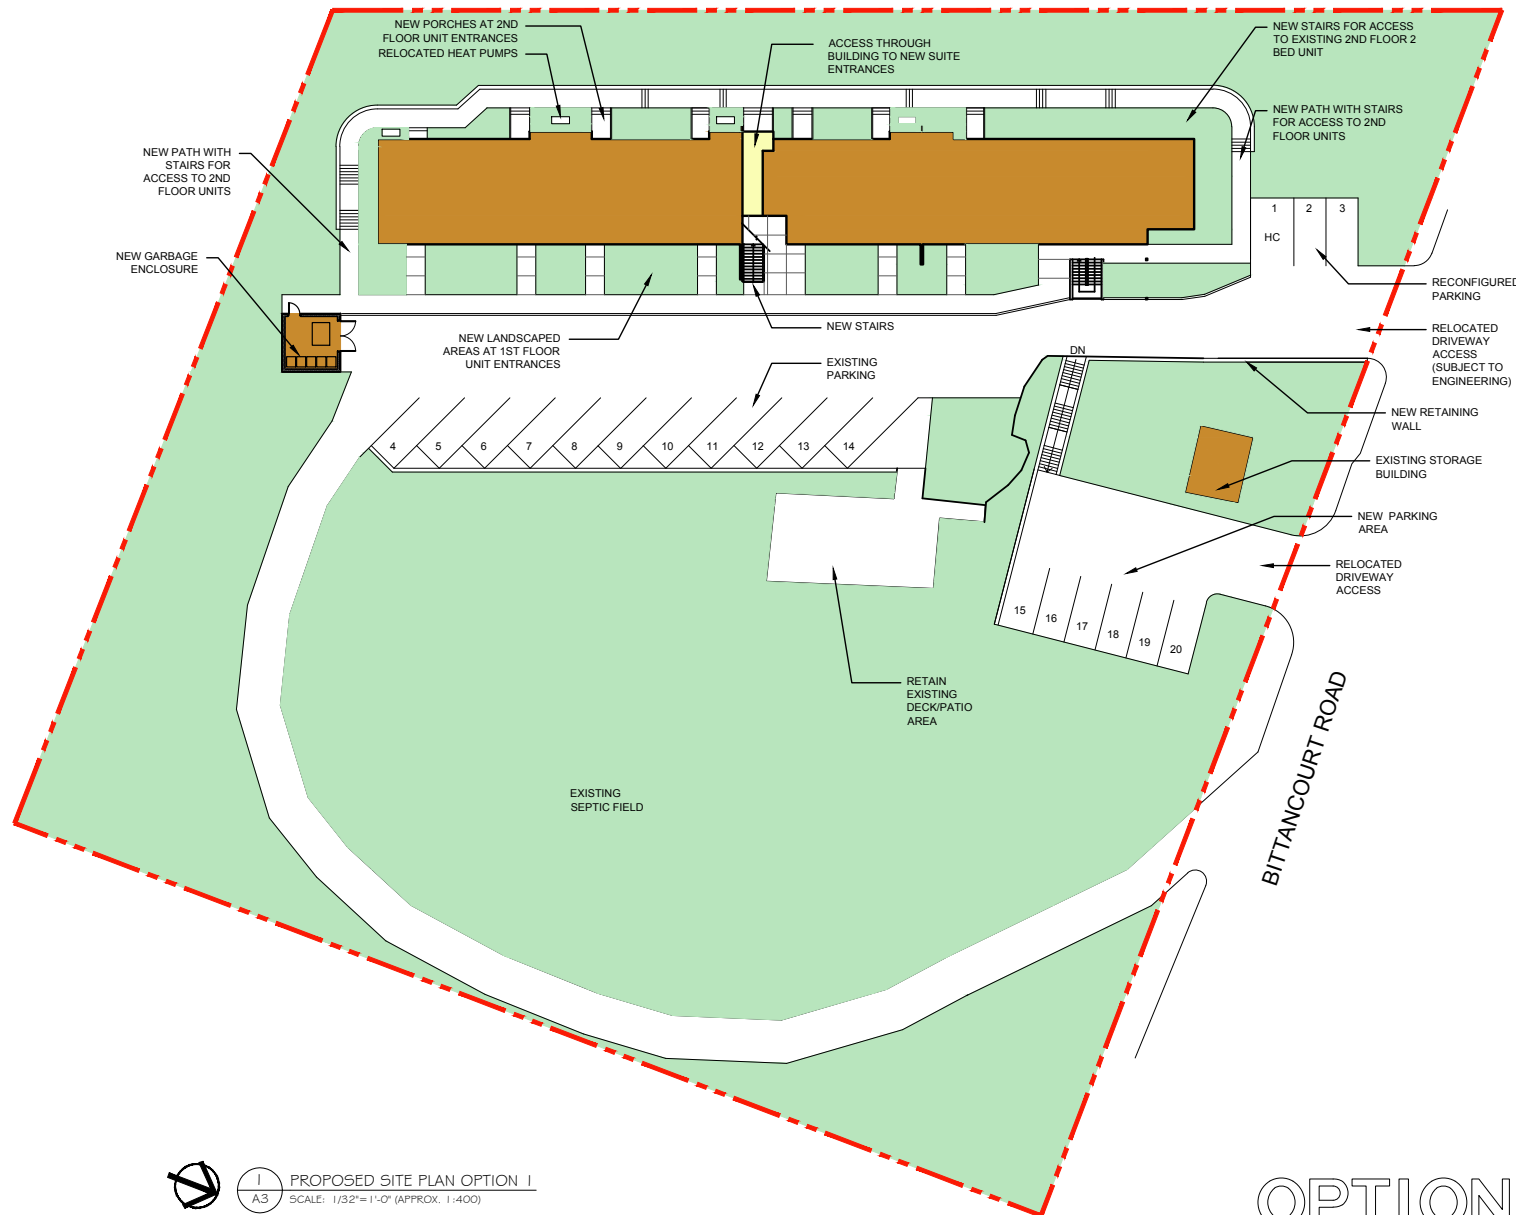 NEW PORCHES AT 2ND
FLOOR UNIT ENTRANCES
RELOCATED HEAT PUMPS
ACCESS THROUGH
BUILDING TO NEW SUITE
ENTRANCES
NEW STAIRS FOR ACCESS
TO EXISTING 2ND FLOOR 2
BED UNIT
NEW PATH WITH STAIRS
FOR ACCESS TO 2ND
FLOOR UNITS
NEW PATH WITH
STAIRS FOR
ACCESS TO 2ND
FLOOR UNITS
1 2 3
HC
NEW GARBAGE
ENCLOSURE
RECONFIGURED
PARKING
NEW STAIRS
RELOCATED
DRIVEWAY
ACCESS
(SUBJECT TO
ENGINEERING)
NEW LANDSCAPED
AREAS AT 1ST FLOOR
UNIT ENTRANCES
EXISTING
PARKING
DN
NEW RETAINING
WALL
4 5 6 7 8 9 10 11 12 13 14
EXISTING STORAGE
BUILDING
NEW PARKING
AREA
RELOCATED
DRIVEWAY
ACCESS
15 16 17 18 19 20
RETAIN
EXISTING
DECK/PATIO
AREA
BITTANCOURT ROAD
EXISTING
SEPTIC FIELD
1
A3
PROPOSED SITE PLAN OPTION 1
SCALE: 1/32"=1'-0" (APPROX. 1:400)
OPTION